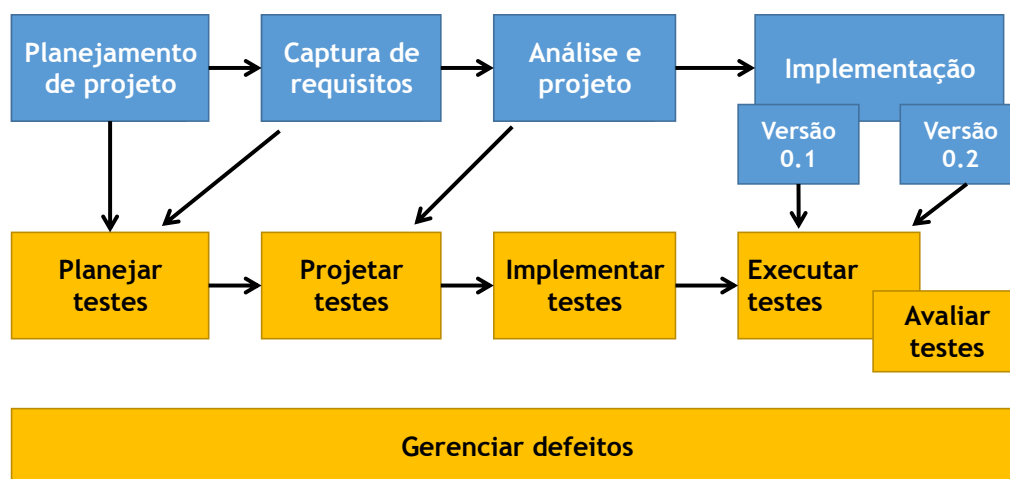 Planejamento
de projeto
Captura de
requisitos
Análise e
projeto
Implementação
Versão
0.1
Versão
0.2
Planejar
testes
Projetar
testes
Implementar
testes
Executar
testes
Avaliar
testes
Gerenciar defeitos